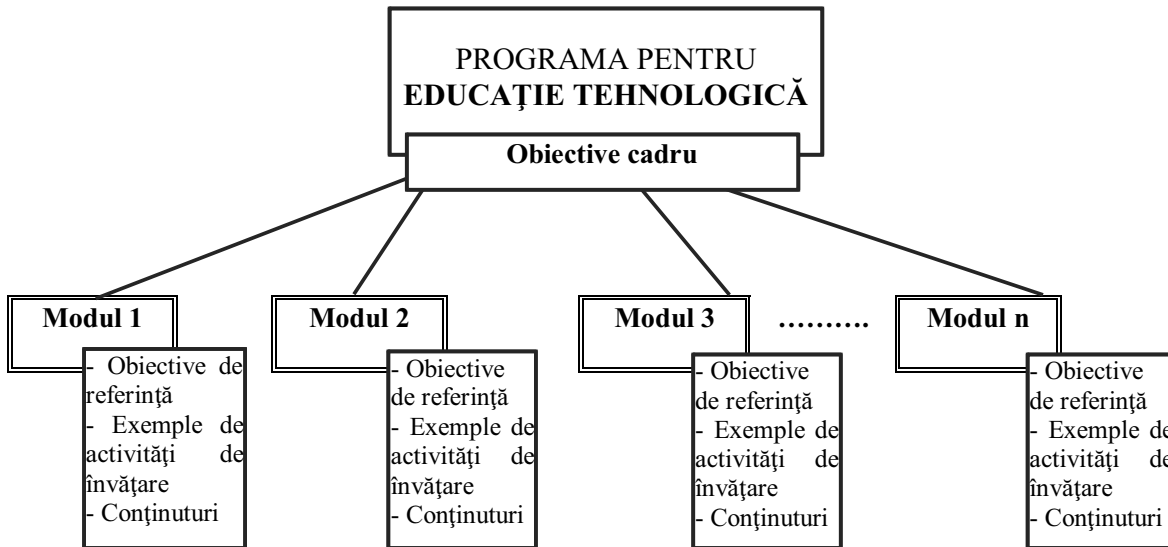 PROGRAMA PENTRU
EDUCAŢIE TEHNOLOGICĂ
Obiective cadru
Modul 1
Modul 2
Modul 3
……….
Modul n
- Obiective de
referinţă
- Exemple de
activităţi de
învăţare
- Conţinuturi
- Obiective
de referinţă
- Exemple de
activităţi de
învăţare
- Conţinuturi
- Obiective
de referinţă
- Exemple de
activităţi de
învăţare
- Conţinuturi
- Obiective
de referinţă
- Exemple de
activităţi de
învăţare
- Conţinuturi